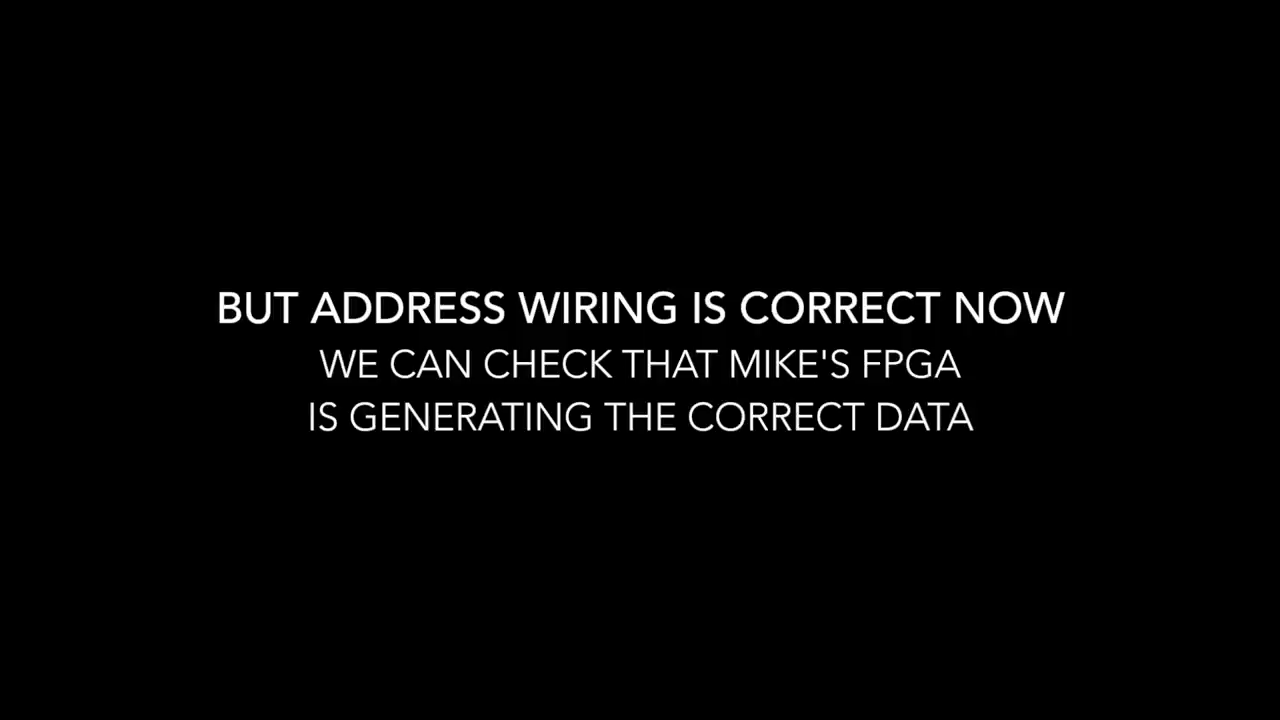 BUT ADDRESS WIRING IS CORRECT NOW
WE CAN CHECK THAT MIKE'S FPGA
IS GENERATING THE CORRECT DATA